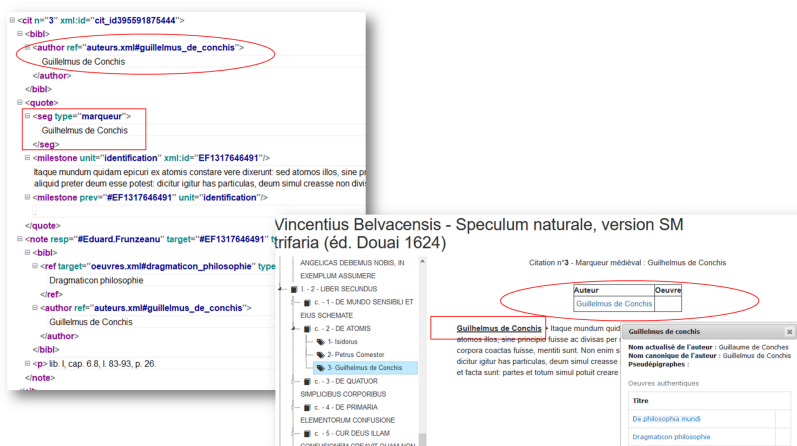 <cit n="3" xml:id="cit_id395591875444">
<bibl>
<author ref="auteurs.xml#guillelmus_de_conchis">
Guillelmus de Conchis
</author>
</bibl>
<quote>
<seg type="marqueur">
Guilhelmus de Conchis
</seg>
<milestone unit="identification" xml:id="EF1317646491"/>
Itaque mundum quidam epicuri ex atomis constare vere dixerunt: sed atomos illos, sine
aliquid preter deum esse potest: dicitur igitur has particulas, deum simul creasse non
<milestone prev="#EF1317646491" unit="identification"/>
.
</quote>
<note resp="#Eduard.Frunzeanu" target="#EF1317646491"
<bibl>
<ref target="oeuvres.xml#dragmaticon_philosophie"
Dragmaticon philosophie
</ref>
<author ref="auteurs.xml#guillelmus_de_conchis">
Guillelmus de Conchis
</author>
</bibl>
<p> lib. I, cap. 6.8, l. 83-93, p. 26.
</note>
Vincentius Belvacensis - Speculum naturale, version SM
trifaria (éd. Douai 1624)
ANGELICAS DEBEMUS NOBIS, IN
EXEMPLUM ASSUMERE
l. - 2 - LIBER SECUNDUS
c. - 1 - DE MUNDO SENSIBILI ET
EIUS SCHEMATE
c. - 2 - DE ATOMIS
1- Isidorus
2- Petrus Comestor
3- Guilhelmus de Conchis
c. - 3 - DE QUATUOR
SIMPLICIBUS CORPORIBUS
c. - 4 - DE PRIMARIA
ELEMENTORUM CONFUSIONE
c. - 5 - CUR DEUS ILLAM
CONFUSIONEM CREAVIT QUAM NON
Citation n°3 - Marqueur médiéval : Guilhelmus de Conchis
Auteur Oeuvre
Guillelmus de Conchis
Guilhelmus de Conchis • Itaque mundum quid
atomos illos, sine principio fuisse ac divisas per
corpora coactas fuisse, mentiti sunt. Non enim s
dicitur igitur has particulas, deum simul creasse
et facta sunt: partes et totum simul potuit creare
Guillelmus de conchis
Nom actualisé de l'auteur : Guillaume de Conches
Nom canonique de l'auteur : Guillelmus de Conchis
Pseudépigraphes :
Oeuvres authentiques
Titre
De philosophia mundi
Dragmaticon philosophie